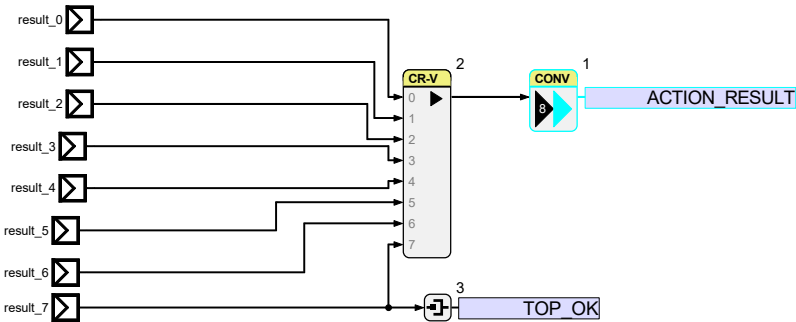 result_0
result_1
result_2
result_3
result_4
result_5
result_6
result_7
CR-V
2
0
1
2
3
4
5
6
7
CONV
1
8
ACTION_RESULT
3
TOP_OK